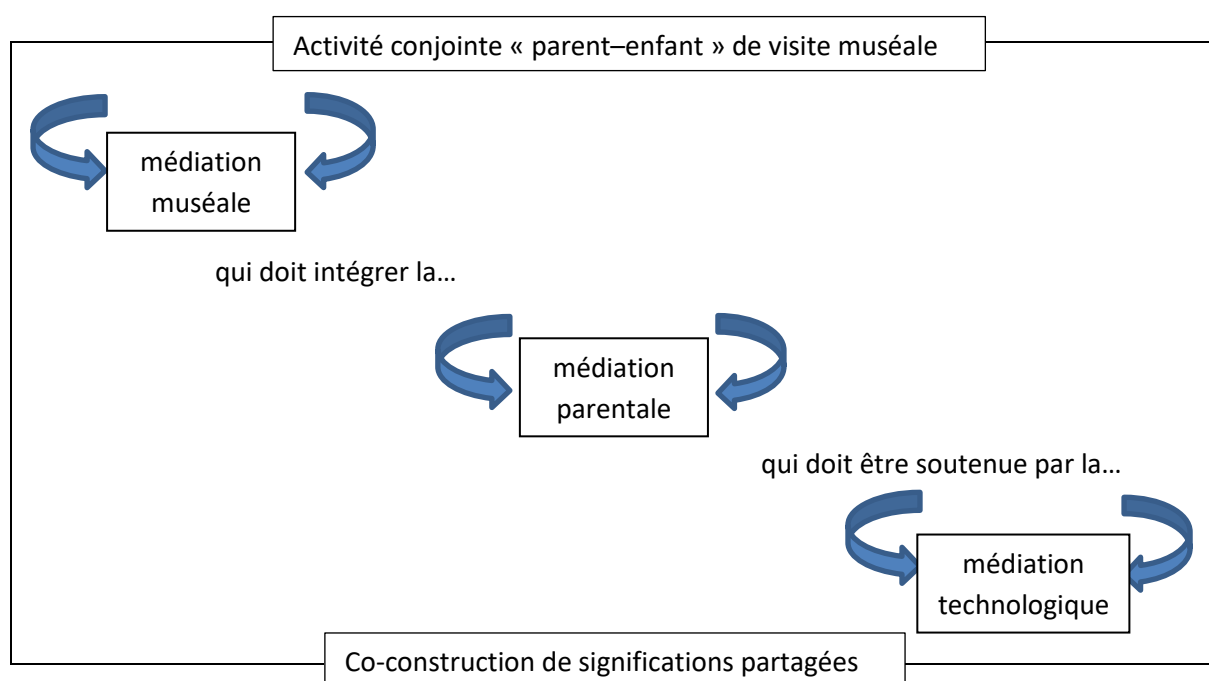 Activité conjointe « parent–enfant » de visite muséale
médiation
muséale
qui doit intégrer la…
médiation
parentale
qui doit être soutenue par la…
médiation
technologique
Co-construction de significations partagées